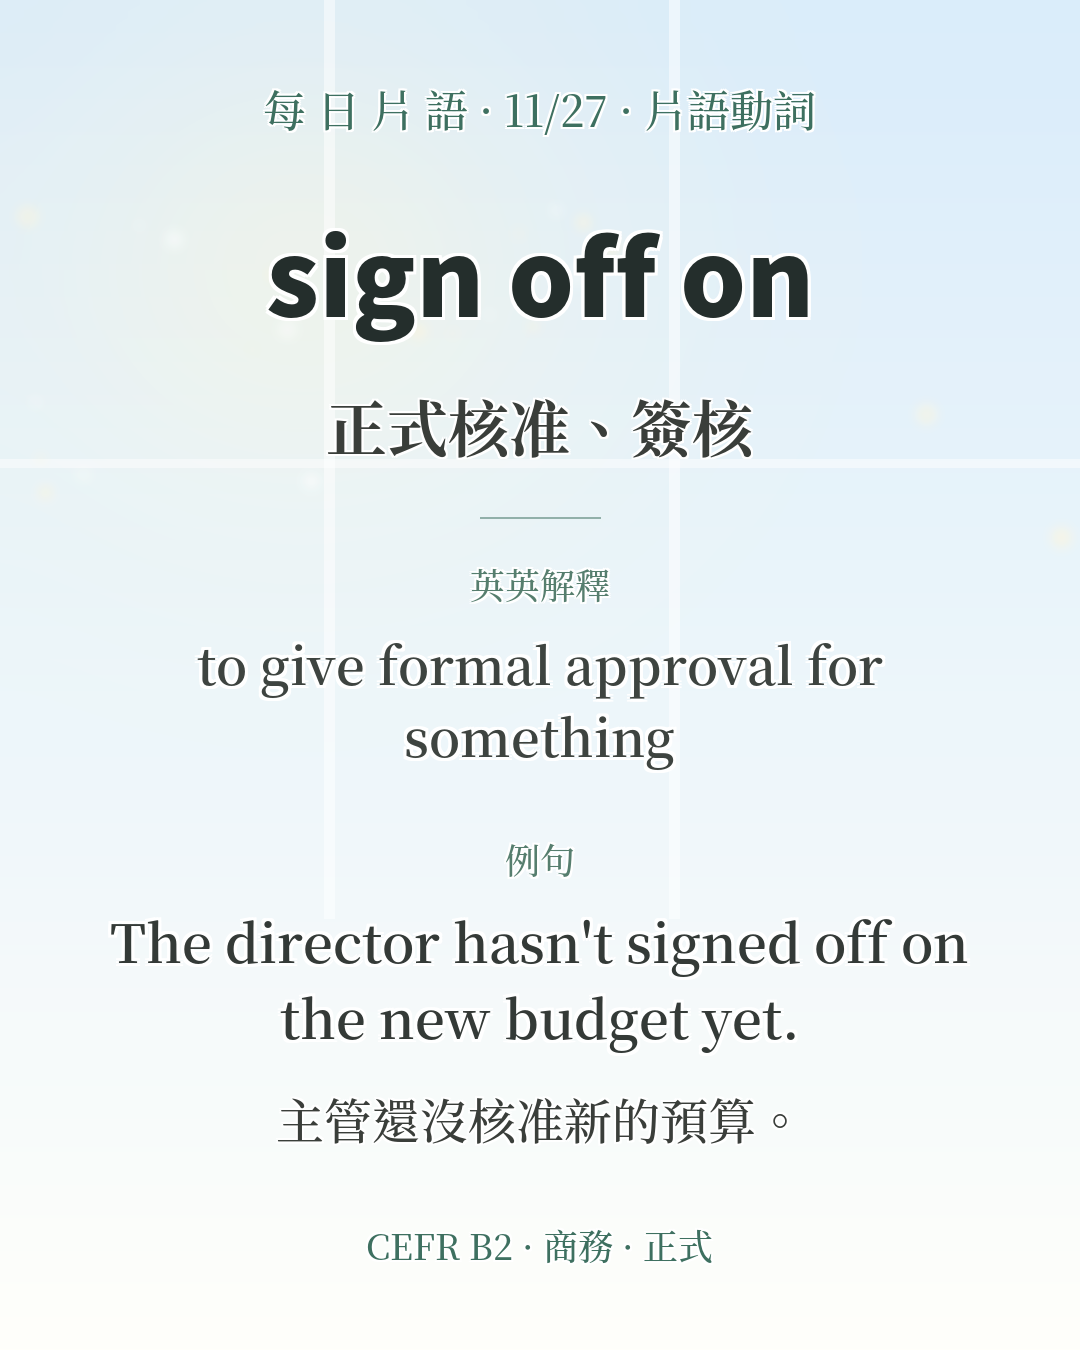 每日片語 · 11/27 · 片語動詞
sign off on
正式核准、簽核
英英解釋
to give formal approval for
something
例句
The director hasn't signed off on
the new budget yet.
主管還沒核准新的預算。
CEFR B2 · 商務 · 正式